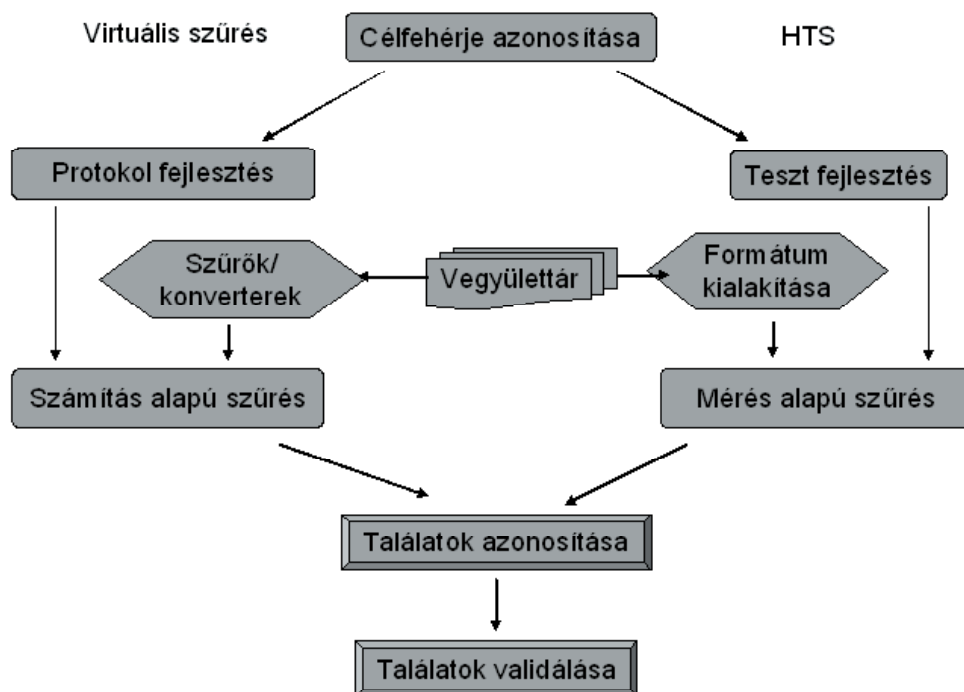 Virtuális szűrés
Célfehérje azonosítása
HTS
Protokol fejlesztés
Teszt fejlesztés
Szűrők/
konverterek
Vegyülettár
Formátum
kialakítása
Számítás alapú szűrés
Mérés alapú szűrés
Találatok azonosítása
Találatok validálása